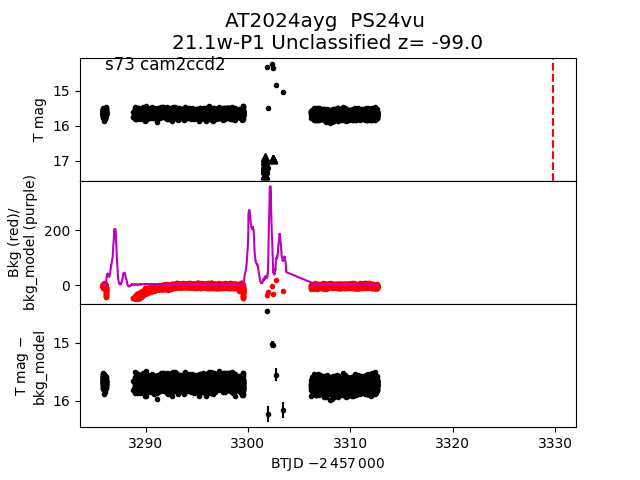 AT2024ayg  PS24vu
21.1w-P1 Unclassified z= -99.0
s73 cam2ccd2
T mag
15
16
17
Bkg (red)/
bkg_model (purple)
200
0
T mag −
bkg_model
15
16
3290
3300
3310
3320
3330
BTJD −2 457 000